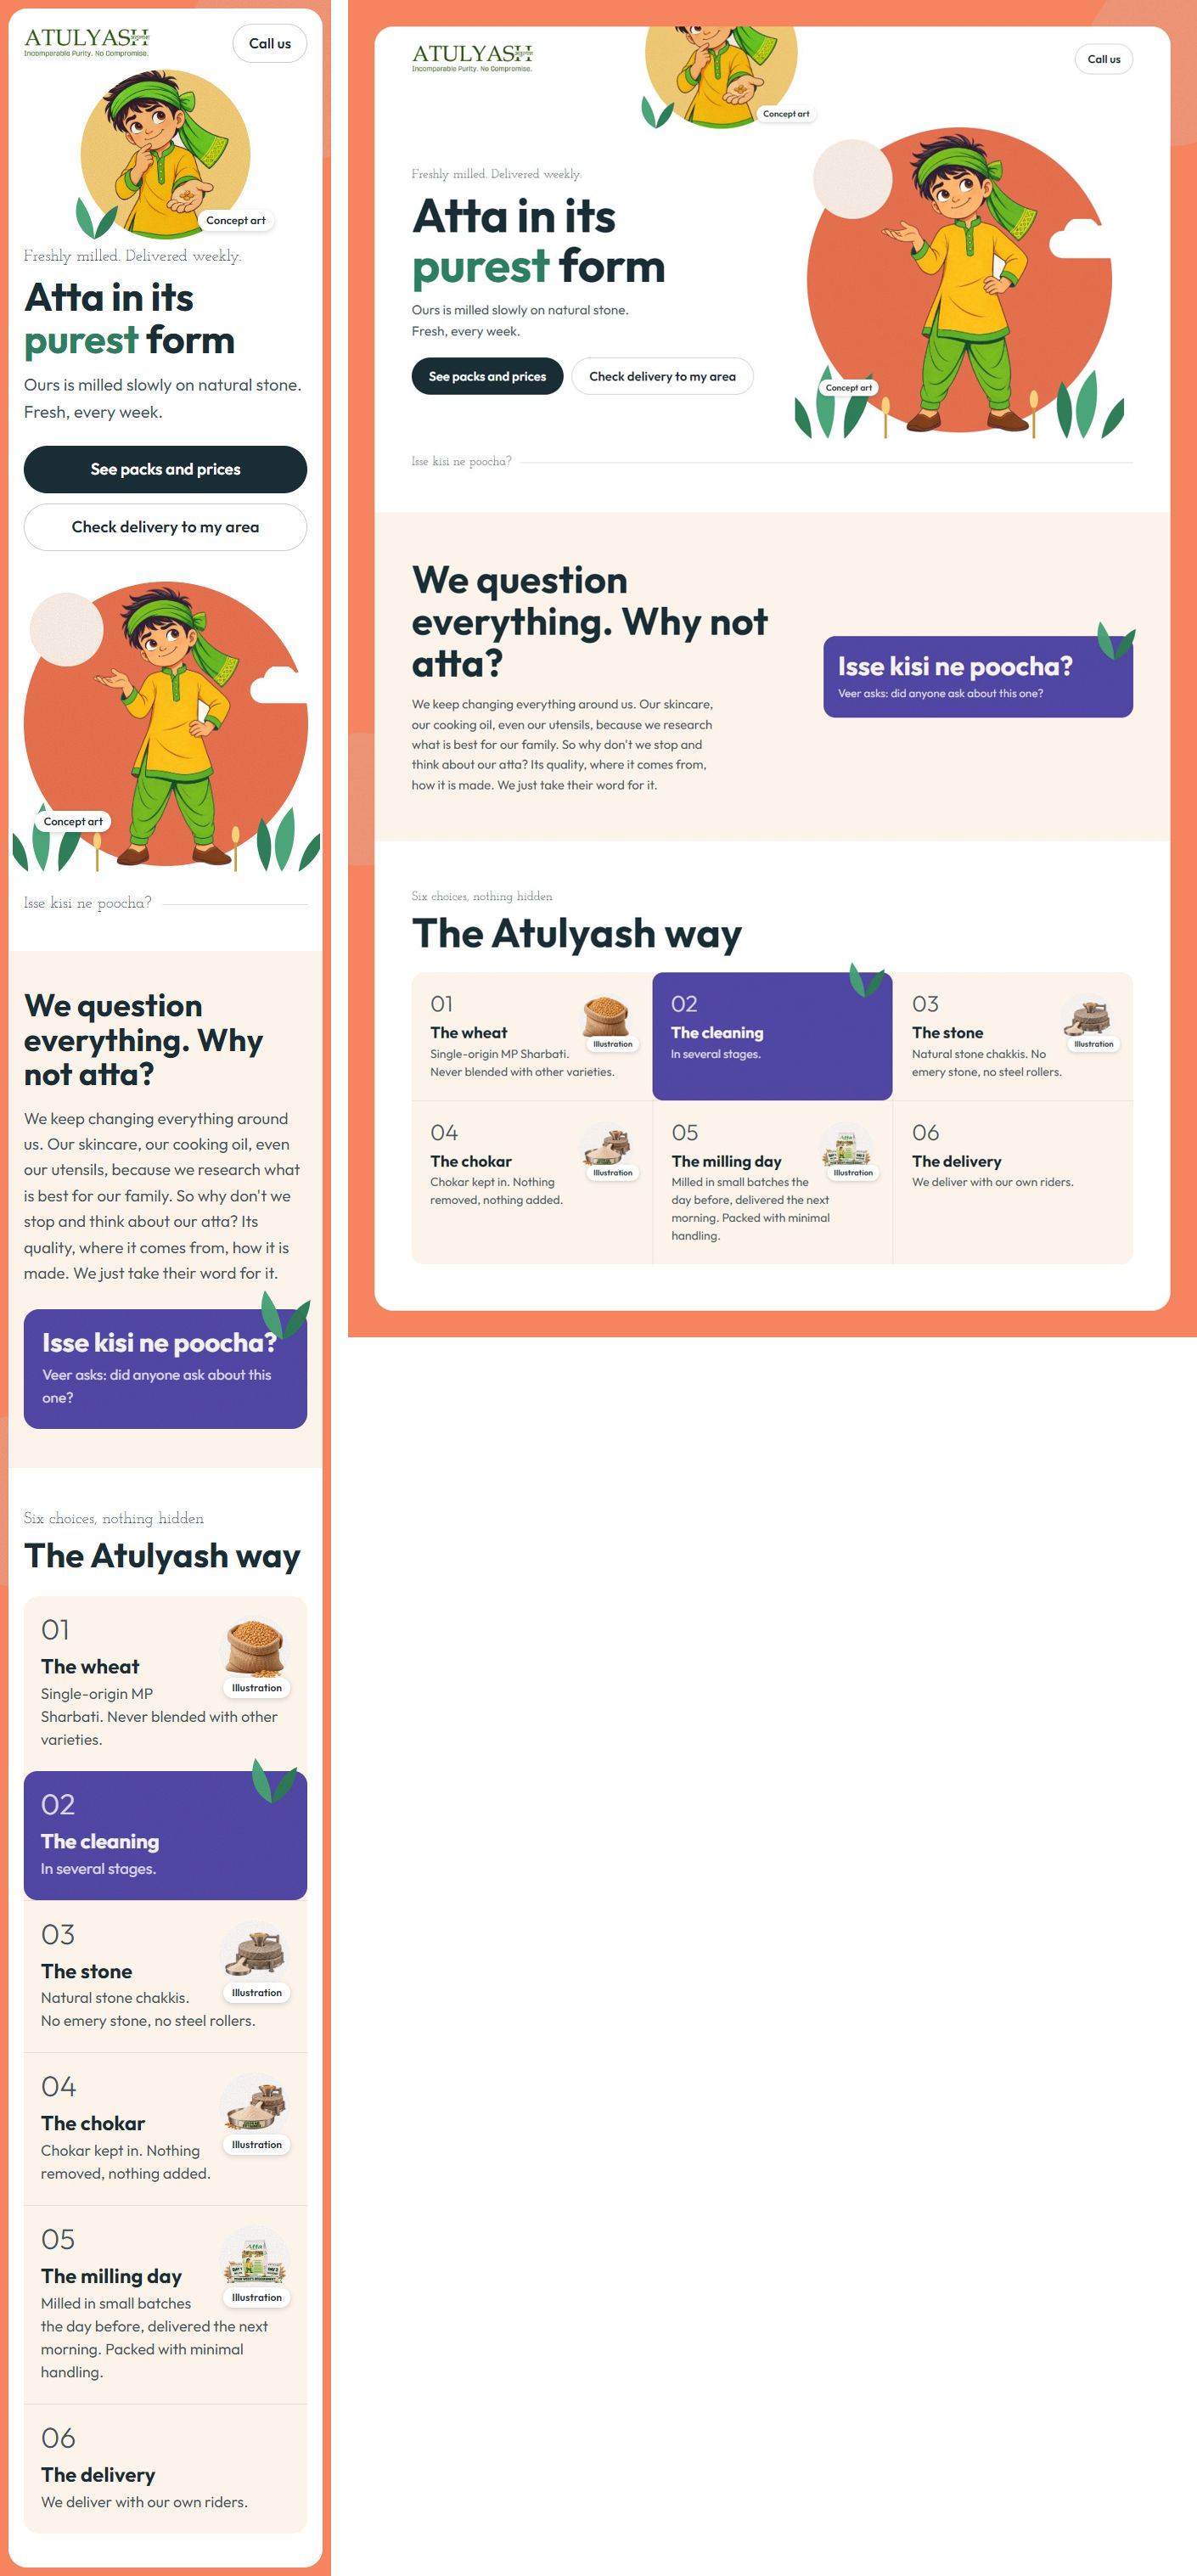 ATULYASH
organic
Incomparable Purity. No Compromise.
Call us
Concept art
Freshly milled. Delivered weekly.
Atta in its
purest form
Ours is milled slowly on natural stone.
Fresh, every week.
See packs and prices
Check delivery to my area
Concept art
Isse kisi ne poocha?
We question
everything. Why
not atta?
We keep changing everything around
us. Our skincare, our cooking oil, even
our utensils, because we research what
is best for our family. So why don't we
stop and think about our atta? Its
quality, where it comes from, how it is
made. We just take their word for it.
Isse kisi ne poocha?
Veer asks: did anyone ask about this
one?
Six choices, nothing hidden
The Atulyash way
01
The wheat
Single-origin MP
Sharbati. Never blended with other
varieties.
Illustration
02
The cleaning
In several stages.
03
The stone
Natural stone chakkis.
No emery stone, no steel rollers.
Illustration
04
The chokar
Chokar kept in. Nothing
removed, nothing added.
Illustration
05
The milling day
Milled in small batches
the day before, delivered the next
morning. Packed with minimal
handling.
Atta
Illustration
06
The delivery
We deliver with our own riders.
ATULYASH
organic
Incomparable Purity. No Compromise.
Concept art
Call us
Freshly milled. Delivered weekly.
Atta in its
purest form
Ours is milled slowly on natural stone.
Fresh, every week.
See packs and prices
Check delivery to my area
Concept art
Isse kisi ne poocha?
We question
everything. Why not
atta?
We keep changing everything around us. Our skincare,
our cooking oil, even our utensils, because we research
what is best for our family. So why don't we stop and
think about our atta? Its quality, where it comes from,
how it is made. We just take their word for it.
Isse kisi ne poocha?
Veer asks: did anyone ask about this one?
Six choices, nothing hidden
The Atulyash way
01
The wheat
Single-origin MP Sharbati.
Never blended with other varieties.
Illustration
02
The cleaning
In several stages.
03
The stone
Natural stone chakkis. No
emery stone, no steel rollers.
Illustration
04
The chokar
Chokar kept in. Nothing
removed, nothing added.
Illustration
05
The milling day
Milled in small batches the
day before, delivered the next
morning. Packed with minimal
handling.
Atta
Illustration
06
The delivery
We deliver with our own riders.